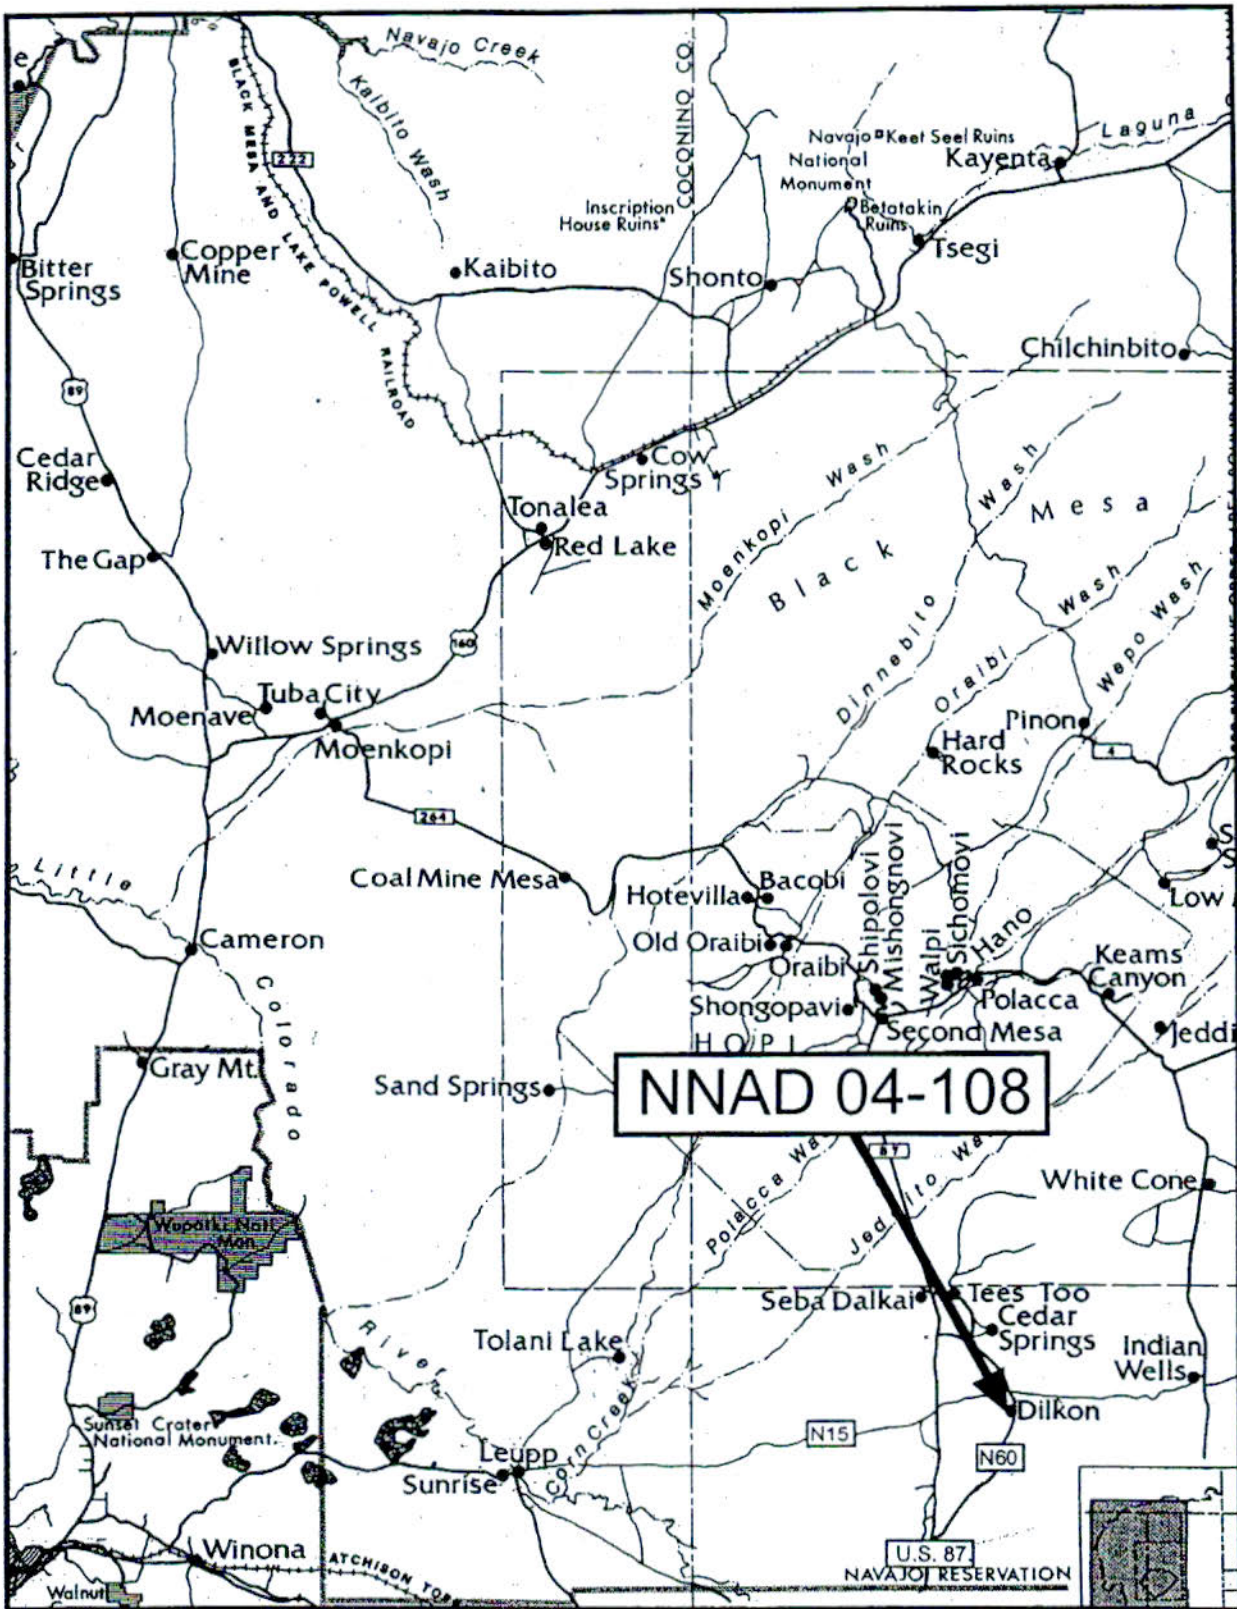 e
Navajo Creek
Kaibito Wash
BLACK MESA AND LAKE POWELL RAILROAD
222
COCONINO CO.
Navajo
National
Monument
Keet Seel Ruins
Kayenta
Laguna
Inscription
House Ruins
Betatakin
Ruins
Tsegi
Bitter
Springs
Copper
Mine
Kaibito
Shonto
Chilchinbito
89
Cedar
Ridge
Cow
Springs
Moenkopi Wash
Wash
Mesa
Tonalea
Red Lake
The Gap
Black
Dinnebito
Oraibi Wash
Wepo Wash
Willow Springs
160
Tuba City
Moenave
Moenkopi
Pinon
4
Hard
Rocks
264
Little
Coal Mine Mesa
Hotevilla
Bacobi
Shipolovi
Mishongnovi
Walpi
Sichomovi
Hano
S
S
Low
Cameron
Old Oraibi
Oraibi
Keams
Canyon
Colorado
Shongopavi
Polacca
Second Mesa
Jeddi
HOPI
Gray Mt.
Sand Springs
NNAD 04-108
87
Polacca Wa
Jed ito Wa
White Cone
Wupatki Natl.
Mon
89
Seba Dalkai
Tees Too
Cedar
Springs
River
Tolani Lake
Indian
Wells
Corn Creek
Dilkon
Sunset Crater
National Monument.
N15
N60
Leupp
Sunrise
Winona
ATCHISON TOP
U.S. 87
NAVAJO RESERVATION
Walnut